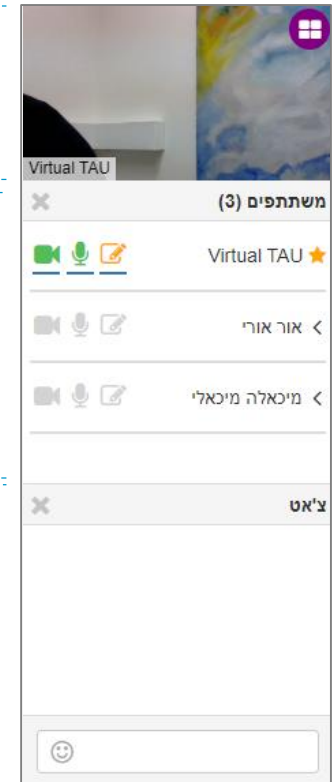 Virtual TAU
משתתפים (3)
Virtual TAU
אור אורי
מיכאלה מיכאלי
צ'אט